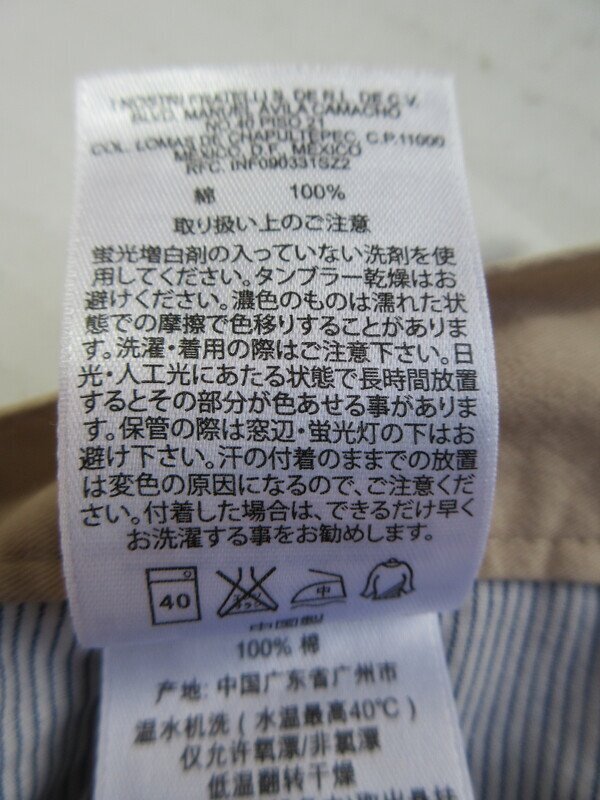 I NOSTRI FRATELLI S. DE R.L. DE C.V.
BLVD. MANUEL AVILA CAMACHO
NO. 40 PISO 21
COL. LOMAS DE CHAPULTEPEC, C.P.11000
MEXICO, D.F., MEXICO
RFC. INF090331SZ2
綿 100%
取り扱い上のご注意
蛍光増白剤の入っていない洗剤を使
用してください。タンブラー乾燥はお
避けください。濃色のものは濡れた状
態での摩擦で色移りすることがありま
す。洗濯・着用の際はご注意下さい。日
光・人工光にあたる状態で長時間放置
するとその部分が色あせる事がありま
す。保管の際は窓辺・蛍光灯の下はお
避け下さい。汗の付着のままでの放置
は変色の原因になるので、ご注意くだ
さい。付着した場合は、できるだけ早く
お洗濯する事をお勧めします。
40 エンソ サラシ 中
中国製
100% 棉
产地: 中国广东省广州市
温水机洗 ( 水温最高40℃ )
仅允许氧漂/非氯漂
低温翻转干燥